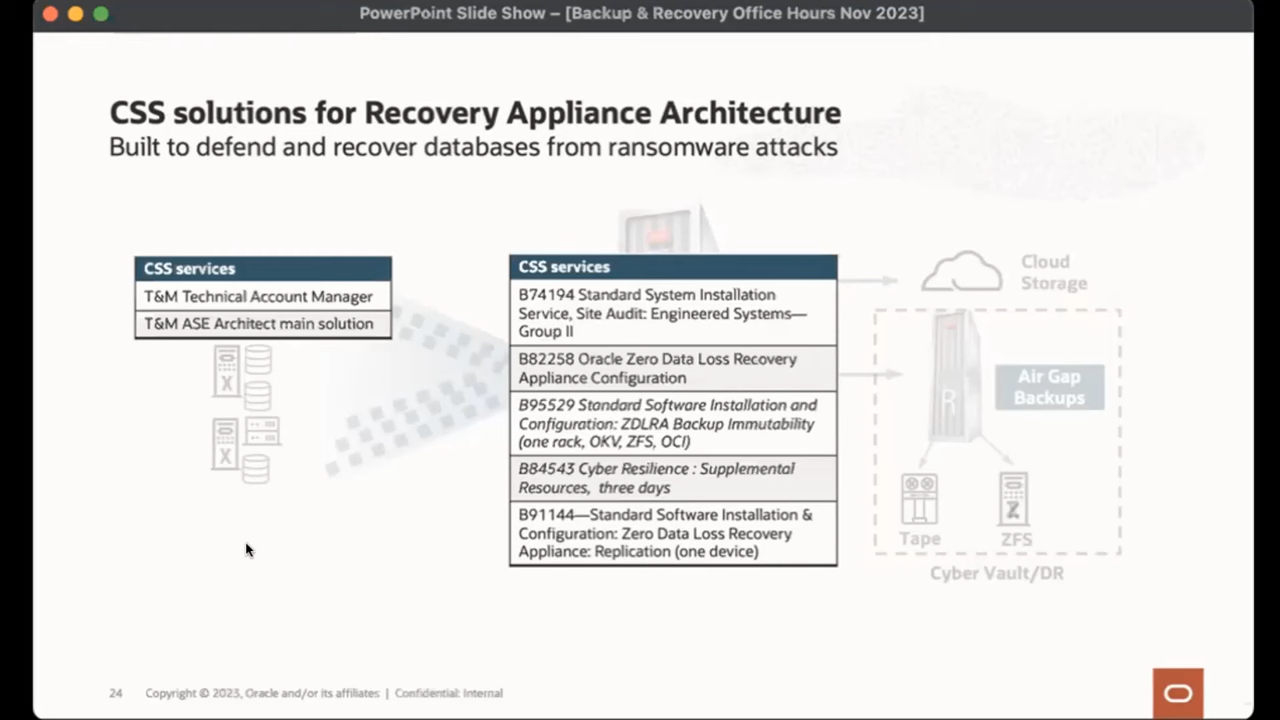 PowerPoint Slide Show – [Backup & Recovery Office Hours Nov 2023]
CSS solutions for Recovery Appliance Architecture
Built to defend and recover databases from ransomware attacks
CSS services
T&M Technical Account Manager
T&M ASE Architect main solution
X
X
CSS services
B74194 Standard System Installation
Service, Site Audit: Engineered Systems—
Group II
B82258 Oracle Zero Data Loss Recovery
Appliance Configuration
B95529 Standard Software Installation and
Configuration: ZDLRA Backup Immutability
(one rack, OKV, ZFS, OCI)
B84543 Cyber Resilience : Supplemental
Resources, three days
B91144—Standard Software Installation &
Configuration: Zero Data Loss Recovery
Appliance: Replication (one device)
Cloud
Storage
R
Air Gap
Backups
Z
Tape
ZFS
Cyber Vault/DR
24 Copyright © 2023, Oracle and/or its affiliates | Confidential: Internal